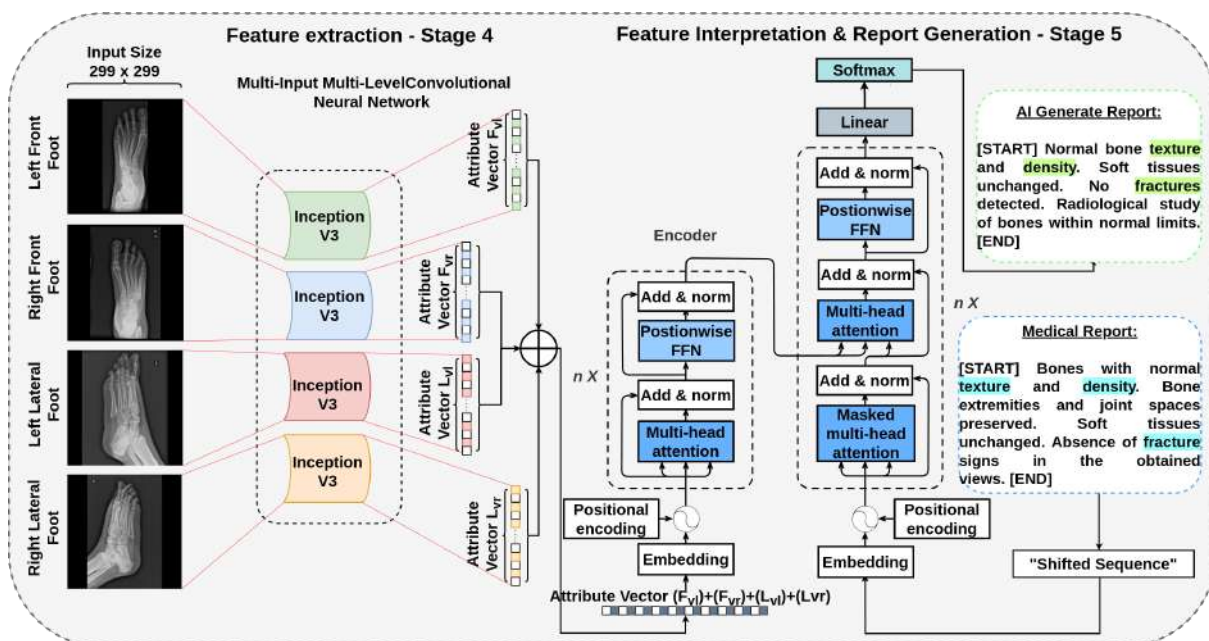 Feature extraction - Stage 4
Input Size
299 x 299
Multi-Input Multi-LevelConvolutional
Neural Network
Left Front
Foot
Right Front
Foot
Left Lateral
Foot
Right Lateral
Foot
Inception
V3
Inception
V3
Inception
V3
Inception
V3
Attribute
Vector Fvl
Attribute
Vector Fvr
Attribute
Vector Lvl
Attribute
Vector Lvr
Feature Interpretation & Report Generation - Stage 5
Encoder
n X
Add & norm
Postionwise
FFN
Add & norm
Multi-head
attention
Positional
encoding
Embedding
Attribute Vector (Fvl)+(Fvr)+(Lvl)+(Lvr)
Softmax
Linear
Add & norm
Postionwise
FFN
Add & norm
Multi-head
attention
Add & norm
Masked
multi-head
attention
n X
Positional
encoding
Embedding
AI Generate Report:
[START] Normal bone texture
and density. Soft tissues
unchanged. No fractures
detected. Radiological study
of bones within normal limits.
[END]
Medical Report:
[START] Bones with normal
texture and density. Bone
extremities and joint spaces
preserved. Soft tissues
unchanged. Absence of fracture
signs in the obtained
views. [END]
"Shifted Sequence"